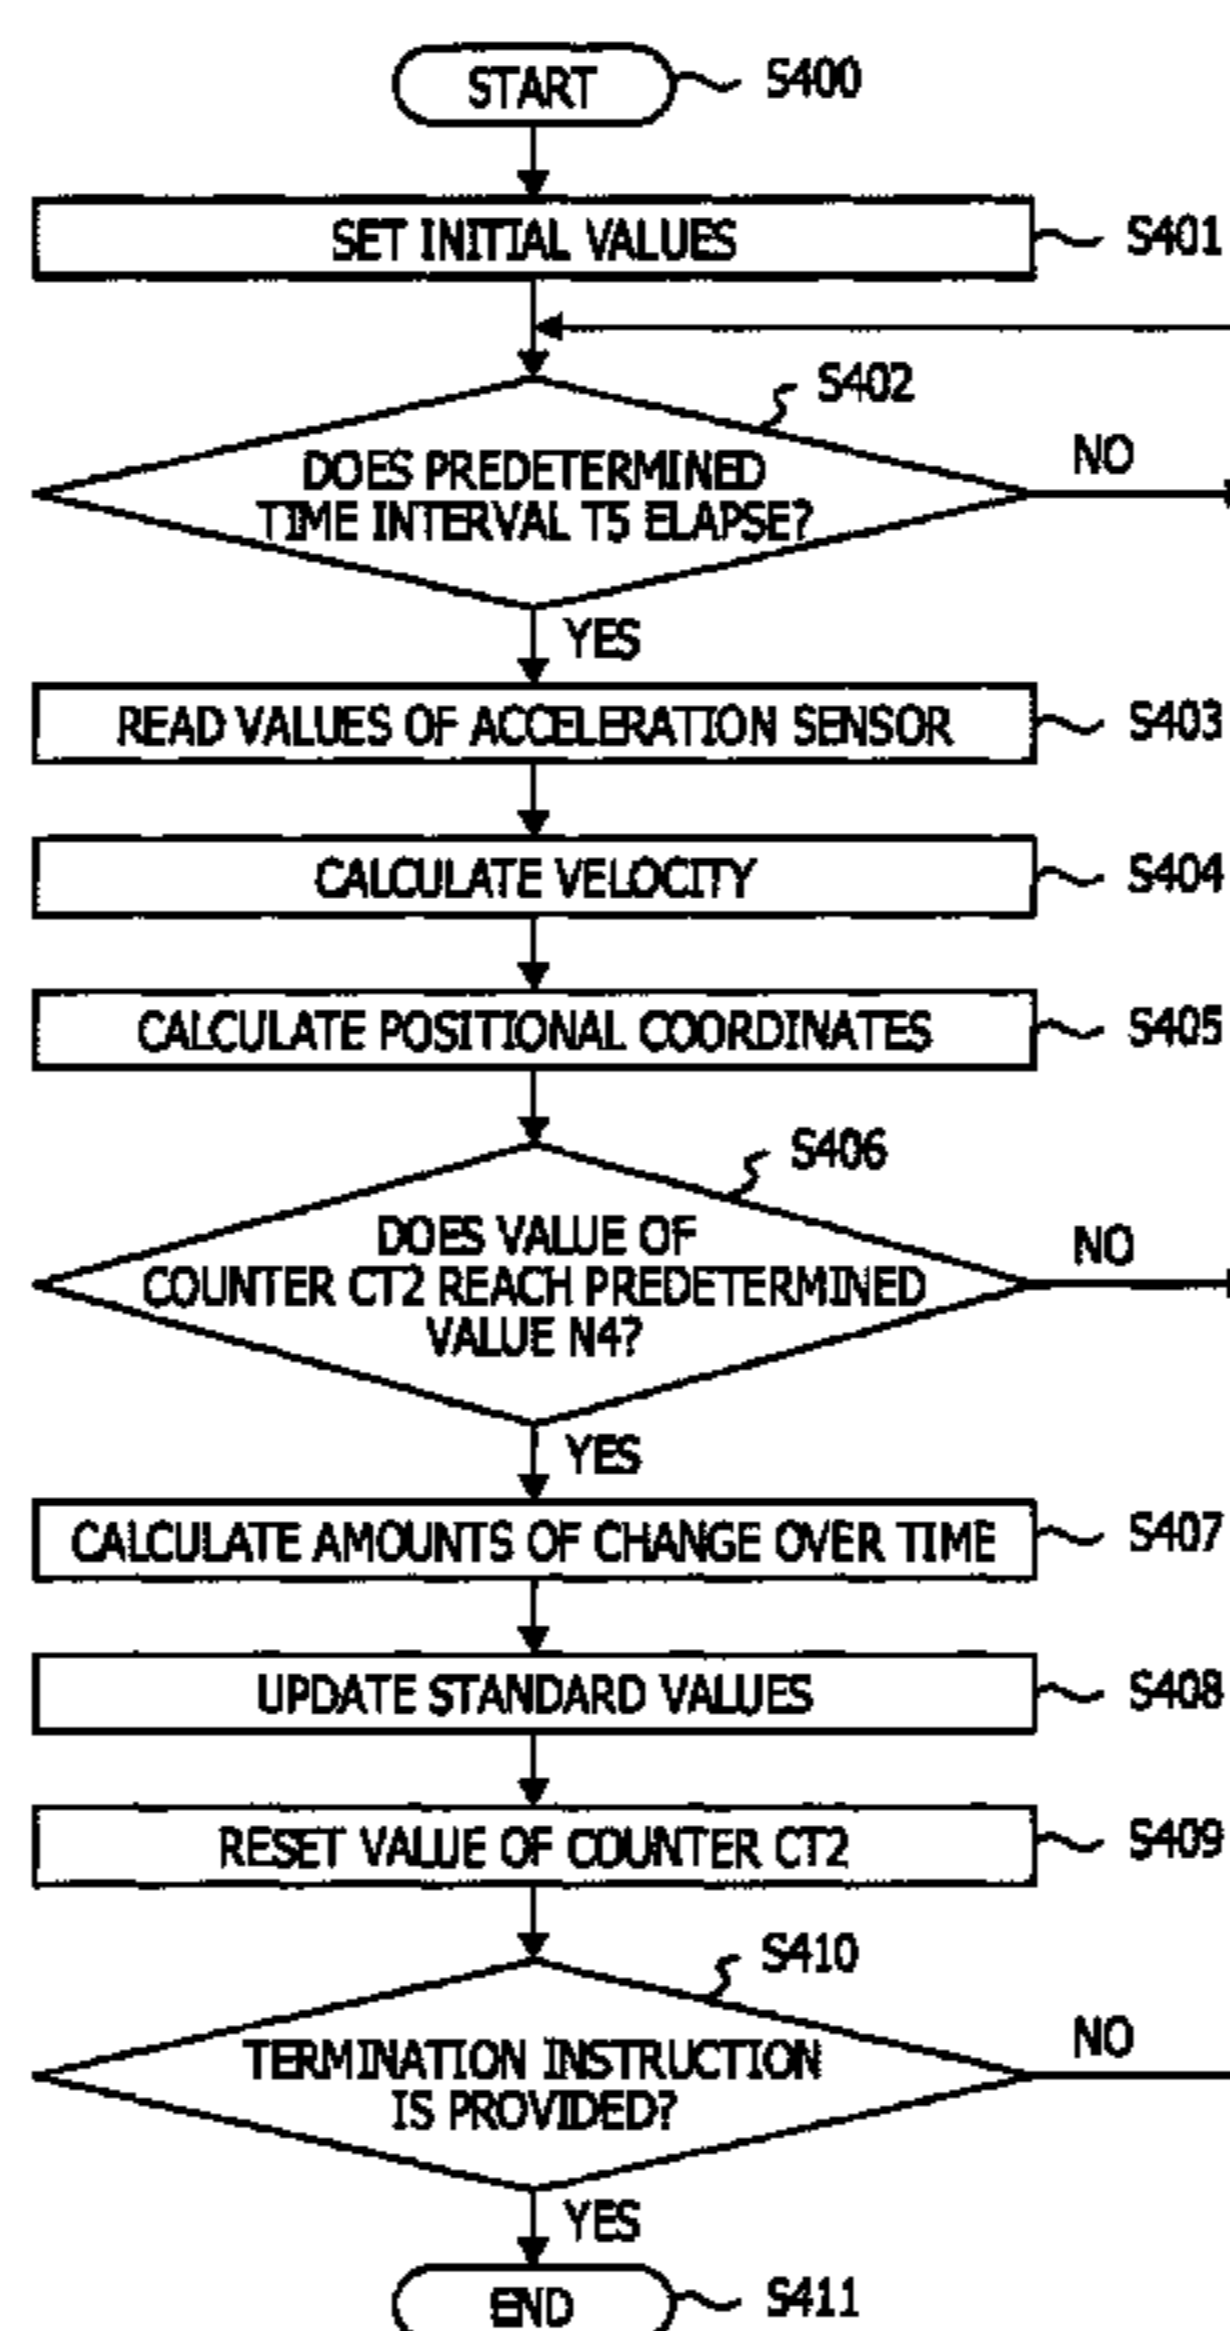 START
S400
SET INITIAL VALUES
S401
S402
DOES PREDETERMINED
TIME INTERVAL T5 ELAPSE?
NO
YES
READ VALUES OF ACCELERATION SENSOR
S403
CALCULATE VELOCITY
S404
CALCULATE POSITIONAL COORDINATES
S405
S406
DOES VALUE OF
COUNTER CT2 REACH PREDETERMINED
VALUE N4?
NO
YES
CALCULATE AMOUNTS OF CHANGE OVER TIME
S407
UPDATE STANDARD VALUES
S408
RESET VALUE OF COUNTER CT2
S409
S410
TERMINATION INSTRUCTION
IS PROVIDED?
NO
YES
END
S411